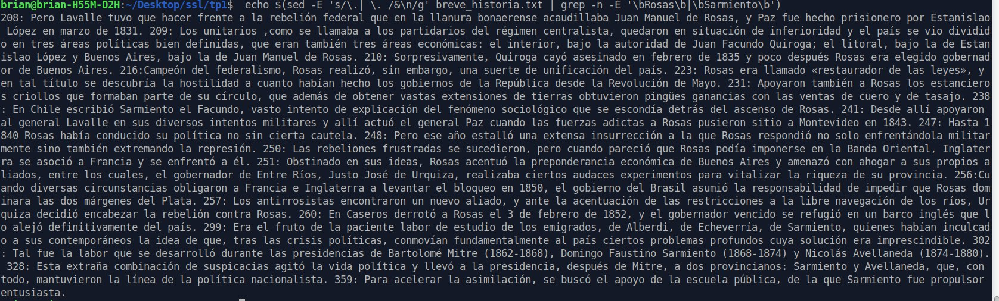 brian@brian-H55M-D2H:~/Desktop/ssl/tp1$  echo $(sed -E 's/\.| \. /&\n/g' breve_historia.txt | grep -n -E '\bRosas\b|\bSarmiento\b')
208: Pero Lavalle tuvo que hacer frente a la rebelión federal que en la llanura bonaerense acaudillaba Juan Manuel de Rosas, y Paz fue hecho prisionero por Estanislao
 López en marzo de 1831. 209: Los unitarios ,como se llamaba a los partidarios del régimen centralista, quedaron en situación de inferioridad y el país se vio dividid
o en tres áreas políticas bien definidas, que eran también tres áreas económicas: el interior, bajo la autoridad de Juan Facundo Quiroga; el litoral, bajo la de Estan
islao López y Buenos Aires, bajo la de Juan Manuel de Rosas. 210: Sorpresivamente, Quiroga cayó asesinado en febrero de 1835 y poco después Rosas era elegido gobernad
or de Buenos Aires. 216:Campeón del federalismo, Rosas realizó, sin embargo, una suerte de unificación del país. 223: Rosas era llamado «restaurador de las leyes», y
en tal título se descubría la hostilidad a cuanto habían hecho los gobiernos de la República desde la Revolución de Mayo. 231: Apoyaron también a Rosas los estanciero
s criollos que formaban parte de su círculo, que además de obtener vastas extensiones de tierras obtuvieron pingües ganancias con las ventas de cuero y de tasajo. 238
: En Chile escribió Sarmiento el Facundo, vasto intento de explicación del fenómeno sociológico que se escondía detrás del ascenso de Rosas. 241: Desde allí apoyaron
al general Lavalle en sus diversos intentos militares y allí actuó el general Paz cuando las fuerzas adictas a Rosas pusieron sitio a Montevideo en 1843. 247: Hasta 1
840 Rosas había conducido su política no sin cierta cautela. 248: Pero ese año estalló una extensa insurrección a la que Rosas respondió no solo enfrentándola militar
mente sino también extremando la represión. 250: Las rebeliones frustradas se sucedieron, pero cuando pareció que Rosas podía imponerse en la Banda Oriental, Inglater
ra se asoció a Francia y se enfrentó a él. 251: Obstinado en sus ideas, Rosas acentuó la preponderancia económica de Buenos Aires y amenazó con ahogar a sus propios a
liados, entre los cuales, el gobernador de Entre Ríos, Justo José de Urquiza, realizaba ciertos audaces experimentos para vitalizar la riqueza de su provincia. 256:Cu
ando diversas circunstancias obligaron a Francia e Inglaterra a levantar el bloqueo en 1850, el gobierno del Brasil asumió la responsabilidad de impedir que Rosas dom
inara las dos márgenes del Plata. 257: Los antirrosistas encontraron un nuevo aliado, y ante la acentuación de las restricciones a la libre navegación de los ríos, Ur
quiza decidió encabezar la rebelión contra Rosas. 260: En Caseros derrotó a Rosas el 3 de febrero de 1852, y el gobernador vencido se refugió en un barco inglés que l
o alejó definitivamente del país. 299: Era el fruto de la paciente labor de estudio de los emigrados, de Alberdi, de Echeverría, de Sarmiento, quienes habían inculcad
o a sus contemporáneos la idea de que, tras las crisis políticas, conmovían fundamentalmente al país ciertos problemas profundos cuya solución era imprescindible. 302
: Tal fue la labor que se desarrolló durante las presidencias de Bartolomé Mitre (1862-1868), Domingo Faustino Sarmiento (1868-1874) y Nicolás Avellaneda (1874-1880).
 328: Esta extraña combinación de suspicacias agitó la vida política y llevó a la presidencia, después de Mitre, a dos provincianos: Sarmiento y Avellaneda, que, con
todo, mantuvieron la línea de la política nacionalista. 359: Para acelerar la asimilación, se buscó el apoyo de la escuela pública, de la que Sarmiento fue propulsor
entusiasta.